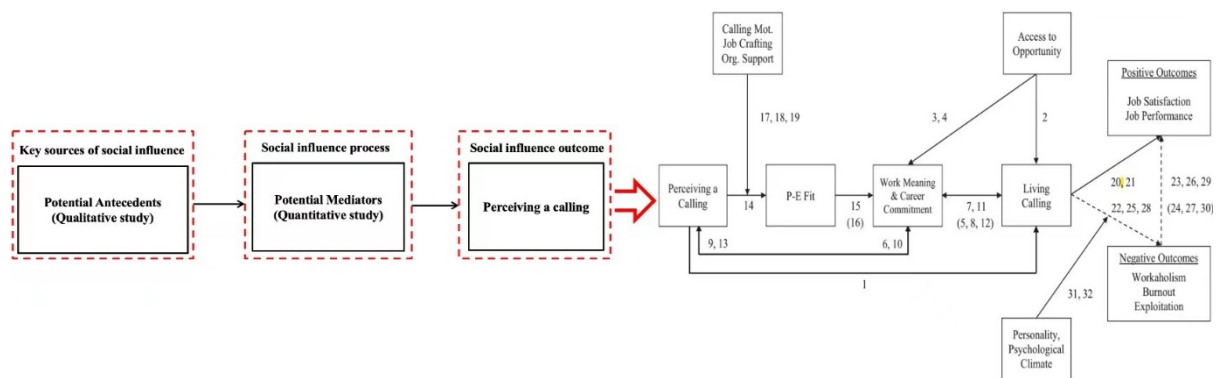 Key sources of social influence
Potential Antecedents
(Qualitative study)
Social influence process
Potential Mediators
(Quantitative study)
Social influence outcome
Perceiving a calling
Calling Mot.
Job Crafting
Org. Support
Access to
Opportunity
Positive Outcomes
Job Satisfaction
Job Performance
17, 18, 19
3, 4
2
Perceiving a
Calling
14
P-E Fit
15
(16)
Work Meaning
& Career
Commitment
7, 11
(5, 8, 12)
Living
Calling
20, 21
22, 25, 28
23, 26, 29
(24, 27, 30)
9, 13
6, 10
1
31, 32
Negative Outcomes
Workaholism
Burnout
Exploitation
Personality,
Psychological
Climate